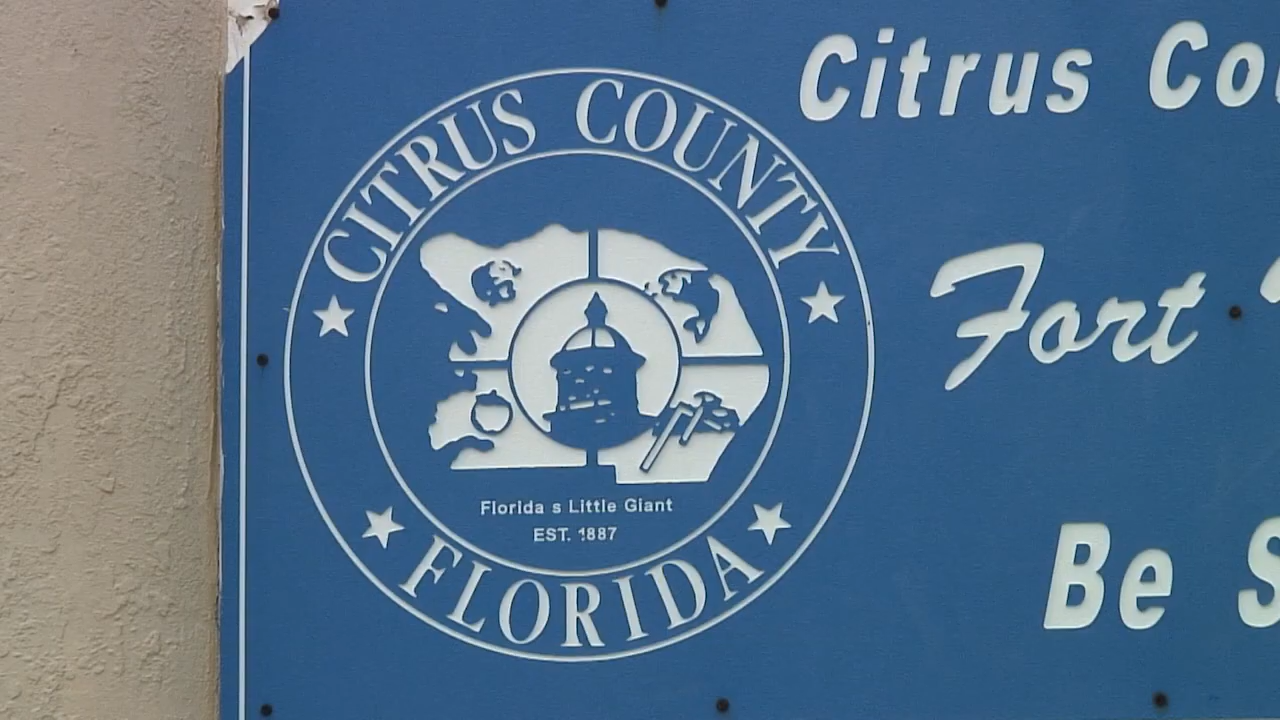 CITRUS COUNTY
Florida s Little Giant
EST. 1887
FLORIDA
Citrus Co
Fort
Be S